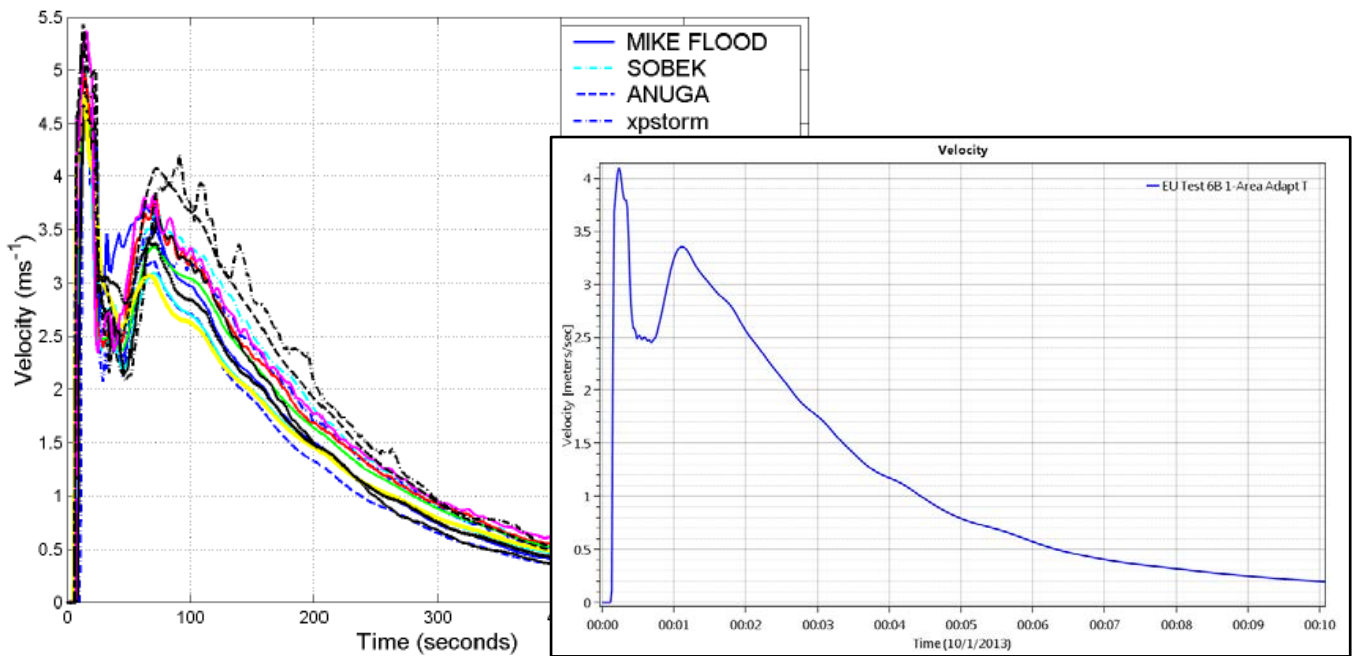 5.5
5
4.5
4
3.5
3
2.5
2
1.5
1
0.5
0
Velocity (ms⁻¹)
0 100 200 300 4
Time (seconds)
MIKE FLOOD
SOBEK
ANUGA
xpstorm
Velocity
EU Test 6B 1-Area Adapt T
4
3.5
3
2.5
2
1.5
1
0.5
0
Velocity [meters/sec]
00:00 00:01 00:02 00:03 00:04 00:05 00:06 00:07 00:08 00:09 00:10
Time (10/1/2013)